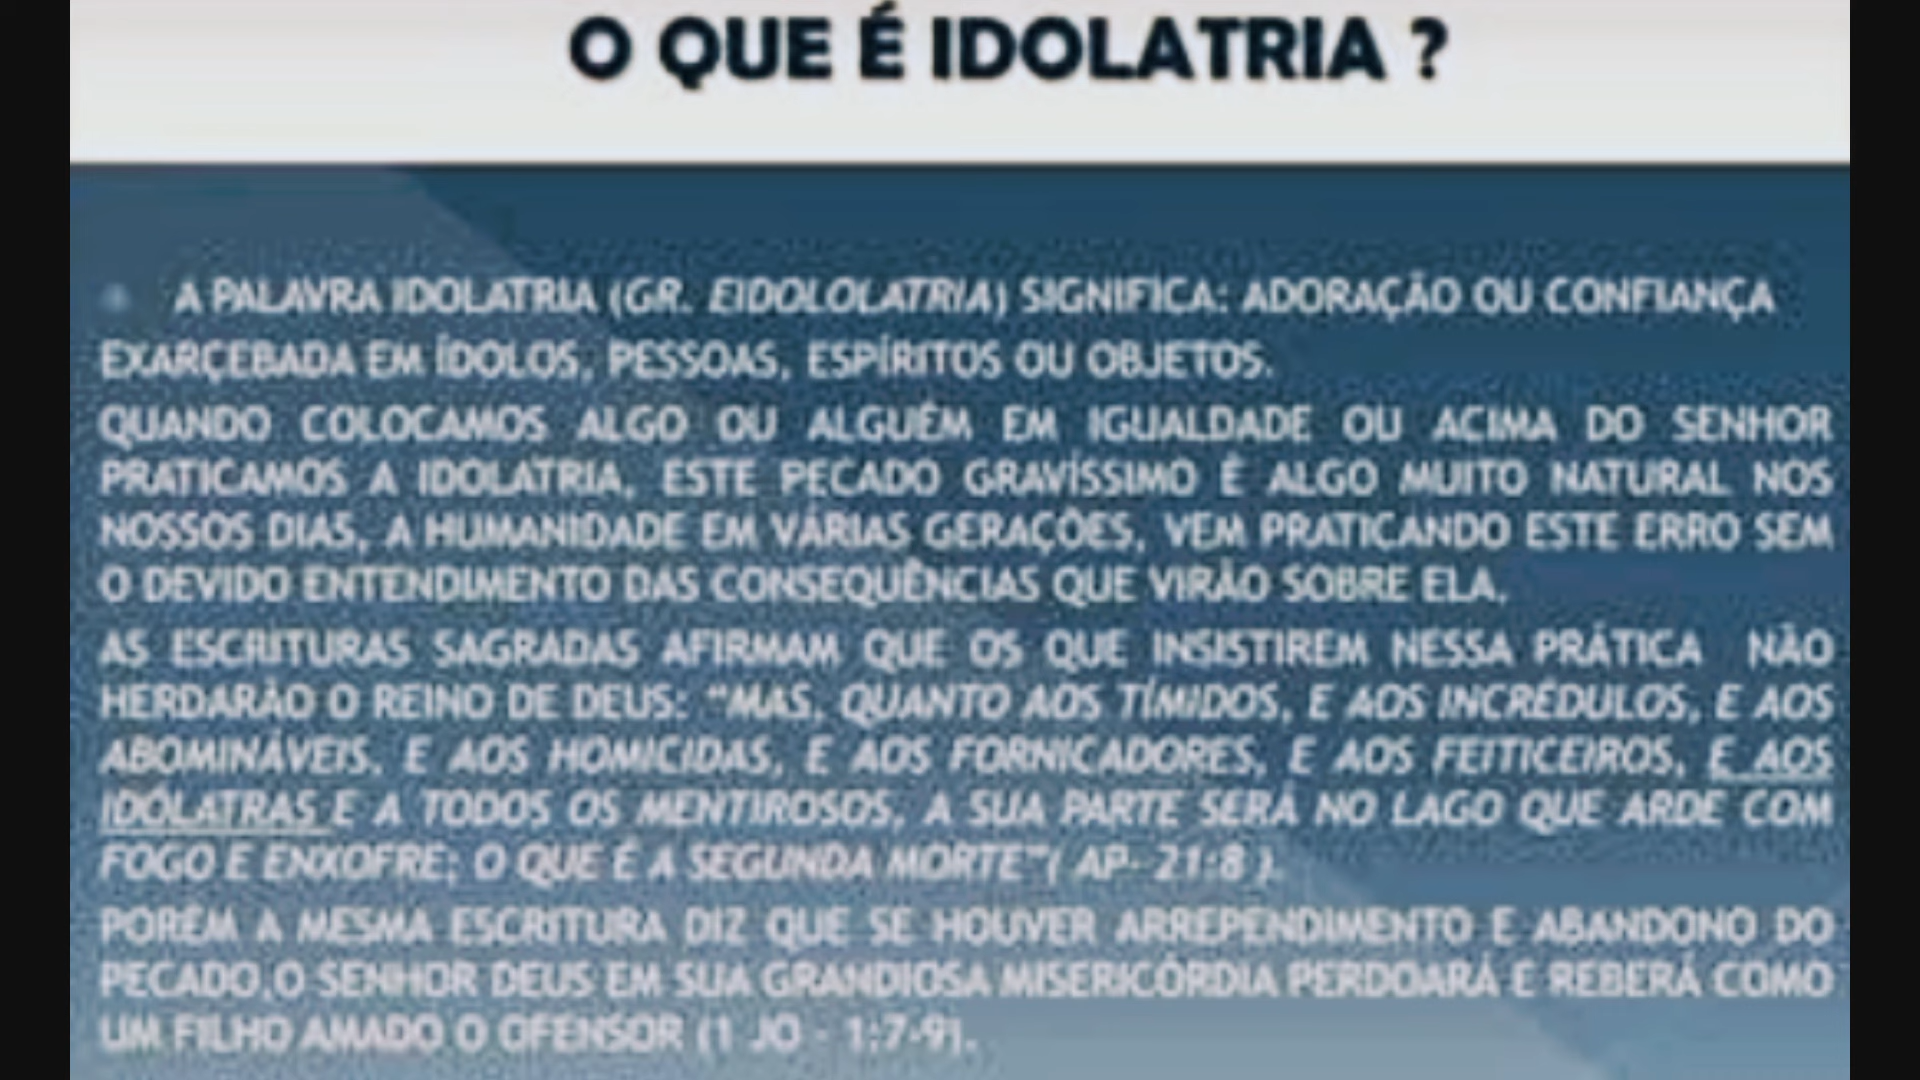 O QUE É IDOLATRIA ?
A PALAVRA IDOLATRIA (GR. EIDOLOLATRIA) SIGNIFICA: ADORAÇÃO OU CONFIANÇA
EXARÇEBADA EM ÍDOLOS, PESSOAS, ESPÍRITOS OU OBJETOS.
QUANDO COLOCAMOS ALGO OU ALGUÉM EM IGUALDADE OU ACIMA DO SENHOR
PRATICAMOS A IDOLATRIA, ESTE PECADO GRAVÍSSIMO É ALGO MUITO NATURAL NOS
NOSSOS DIAS, A HUMANIDADE EM VÁRIAS GERAÇÕES, VEM PRATICANDO ESTE ERRO SEM
O DEVIDO ENTENDIMENTO DAS CONSEQUÊNCIAS QUE VIRÃO SOBRE ELA.
AS ESCRITURAS SAGRADAS AFIRMAM QUE OS QUE INSISTIREM NESSA PRÁTICA NÃO
HERDARÃO O REINO DE DEUS: "MAS, QUANTO AOS TÍMIDOS, E AOS INCRÉDULOS, E AOS
ABOMINÁVEIS, E AOS HOMICIDAS, E AOS FORNICADORES, E AOS FEITICEIROS, E AOS
IDÓLATRAS E A TODOS OS MENTIROSOS, A SUA PARTE SERÁ NO LAGO QUE ARDE COM
FOGO E ENXOFRE; O QUE É A SEGUNDA MORTE"( AP- 21:8 ).
PORÉM A MESMA ESCRITURA DIZ QUE SE HOUVER ARREPENDIMENTO E ABANDONO DO
PECADO,O SENHOR DEUS EM SUA GRANDIOSA MISERICÓRDIA PERDOARÁ E REBERÁ COMO
UM FILHO AMADO O OFENSOR (1 JO - 1:7-9).